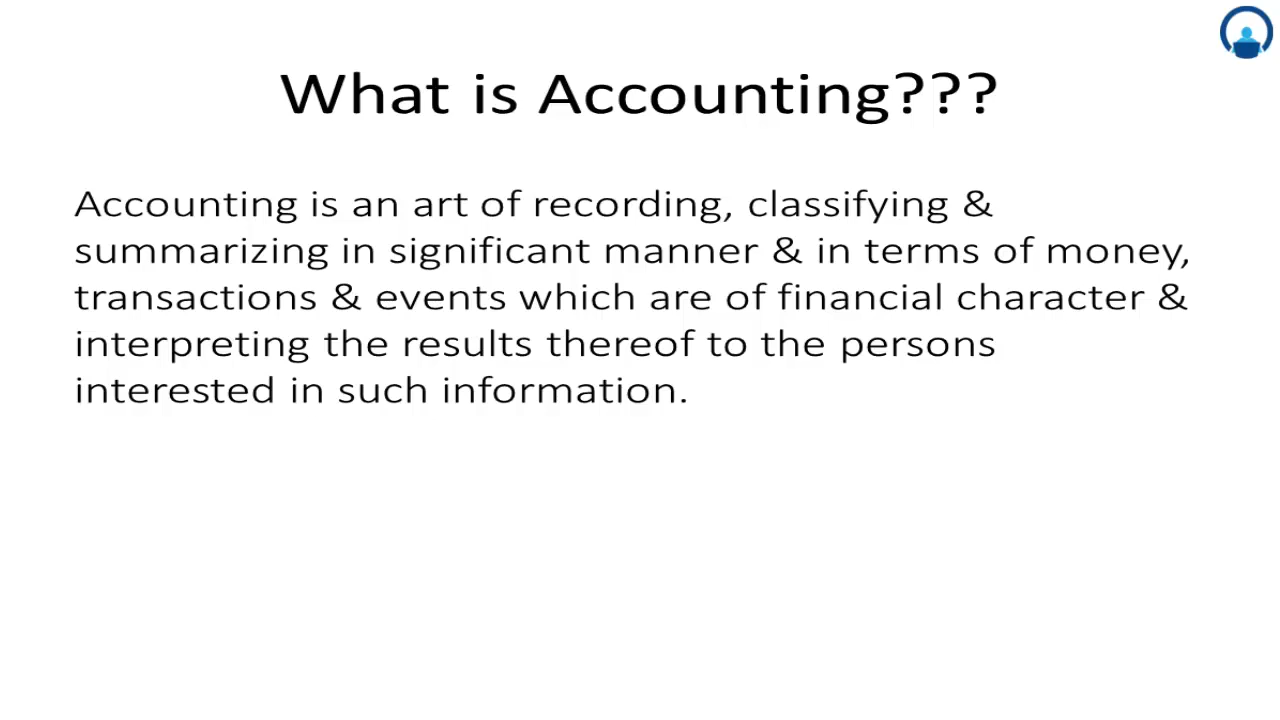 What is Accounting???
Accounting is an art of recording, classifying &
summarizing in significant manner & in terms of money,
transactions & events which are of financial character &
interpreting the results thereof to the persons
interested in such information.